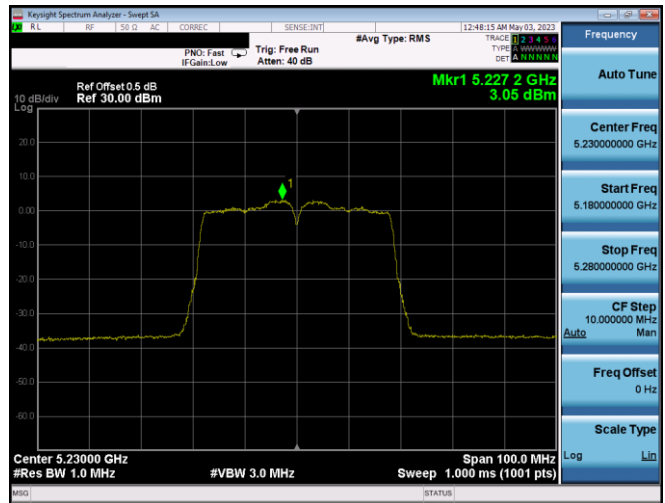 Keysight Spectrum Analyzer - Swept SA
RL RF 50 Ω AC CORREC SENSE:INT 12:48:15 AM May 03, 2023
#Avg Type: RMS
TRACE 1 2 3 4 5 6
TYPE A WWWWW
DET A N N N N N
PNO: Fast
IFGain:Low
Trig: Free Run
Atten: 40 dB
Mkr1 5.227 2 GHz
3.05 dBm
Ref Offset 0.5 dB
10 dB/div Ref 30.00 dBm
Log
20.0
10.0
0.00
-10.0
-20.0
-30.0
-40.0
-50.0
-60.0
1
Center 5.23000 GHz Span 100.0 MHz
#Res BW 1.0 MHz #VBW 3.0 MHz Sweep 1.000 ms (1001 pts)
MSG STATUS
Frequency
Auto Tune
Center Freq
5.230000000 GHz
Start Freq
5.180000000 GHz
Stop Freq
5.280000000 GHz
CF Step
10.000000 MHz
Auto Man
Freq Offset
0 Hz
Scale Type
Log Lin